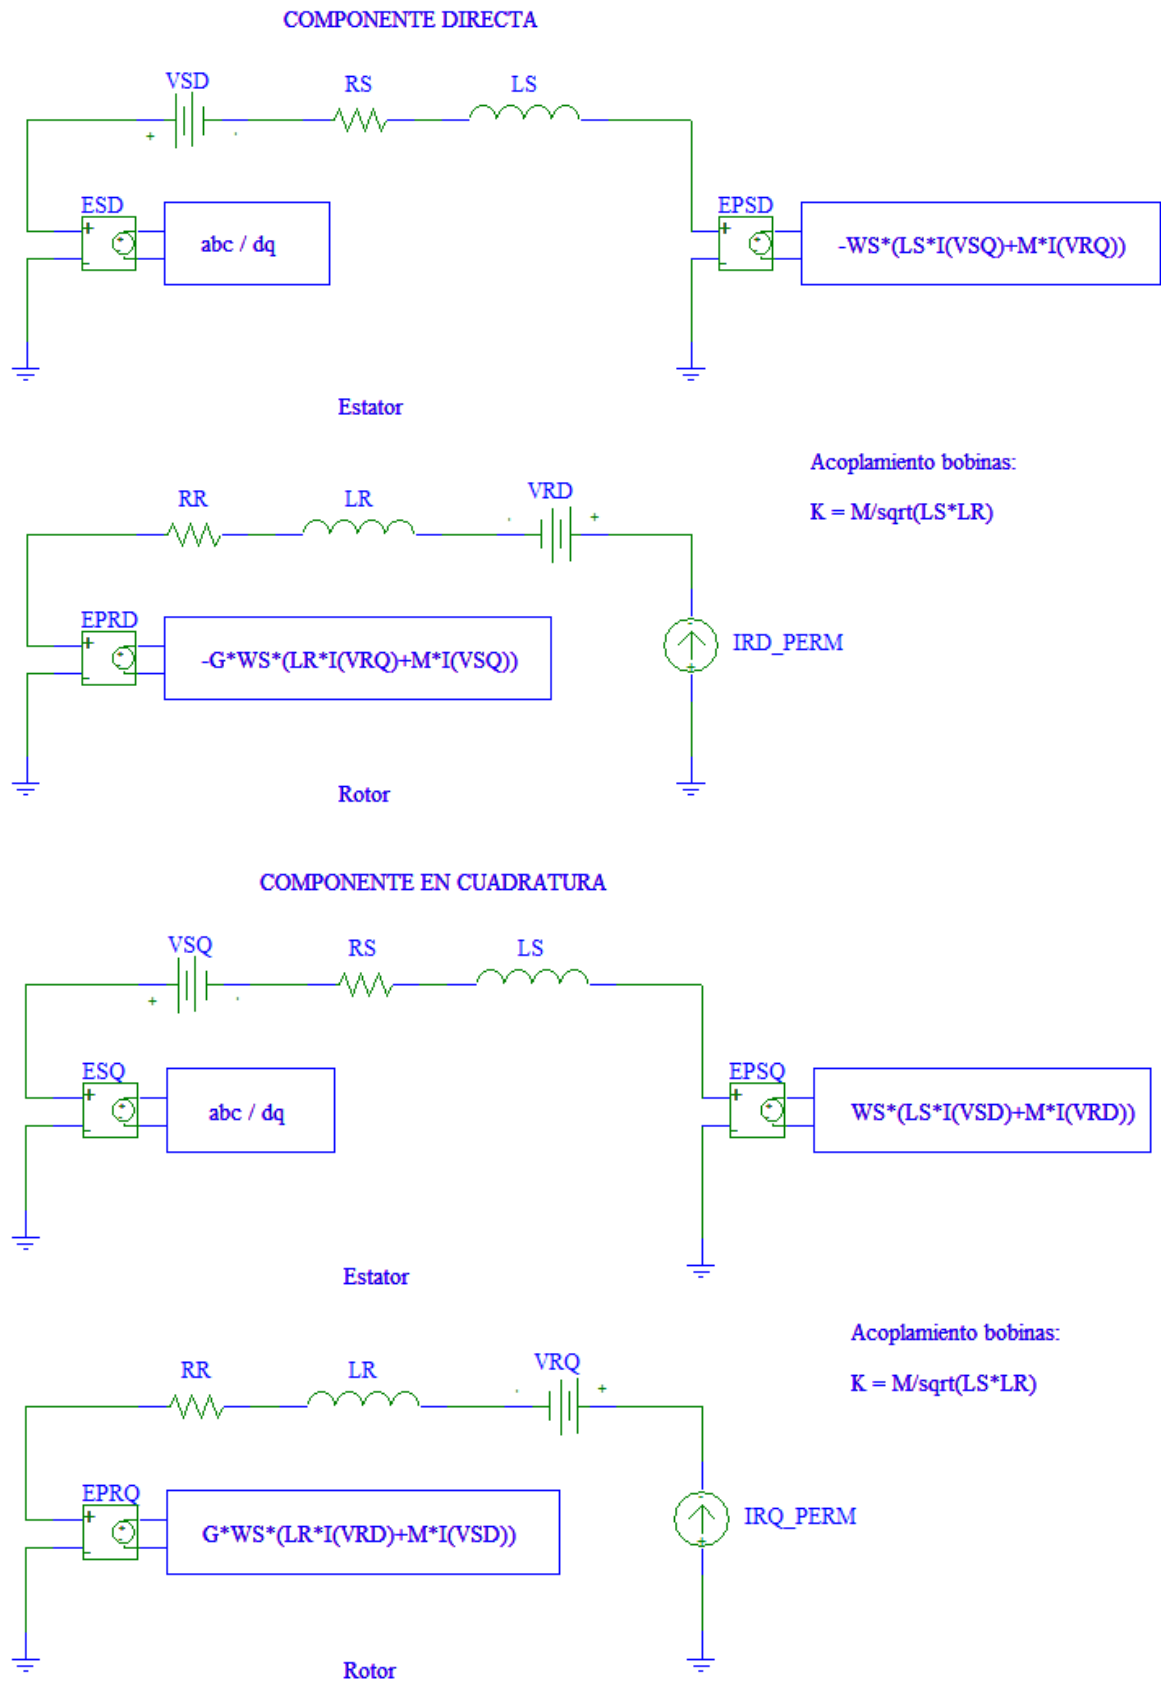 COMPONENTE DIRECTA
VSD RS LS
+ -
ESD EPSD
abc / dq -WS*(LS*I(VSQ)+M*I(VRQ))
Estator
Acoplamiento bobinas:
K = M/sqrt(LS*LR)
RR LR VRD
- +
EPRD
-G*WS*(LR*I(VRQ)+M*I(VSQ)) IRD_PERM
Rotor
COMPONENTE EN CUADRATURA
VSQ RS LS
+ -
ESQ EPSQ
abc / dq WS*(LS*I(VSD)+M*I(VRD))
Estator
Acoplamiento bobinas:
K = M/sqrt(LS*LR)
RR LR VRQ
- +
EPRQ
G*WS*(LR*I(VRD)+M*I(VSD)) IRQ_PERM
Rotor